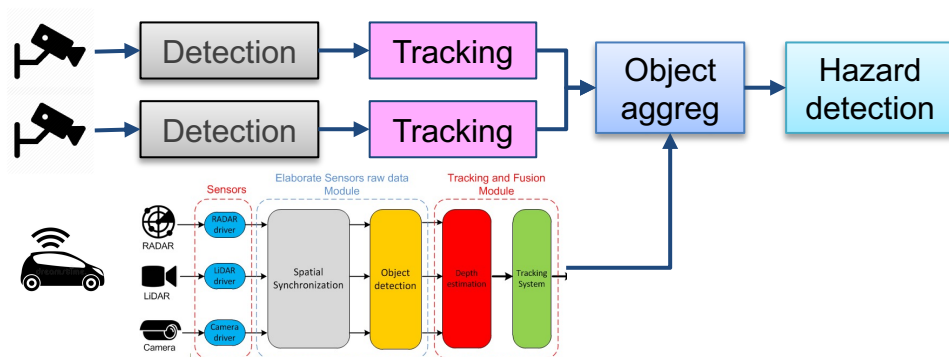 Detection
Tracking
Object
aggreg
Hazard
detection
Detection
Tracking
Elaborate Sensors raw data
Module
Tracking and Fusion
Module
Sensors
RADAR
driver
RADAR
LiDAR
driver
LiDAR
Camera
driver
Camera
Spatial
Synchronization
Object
detection
Depth
estimation
Tracking
System